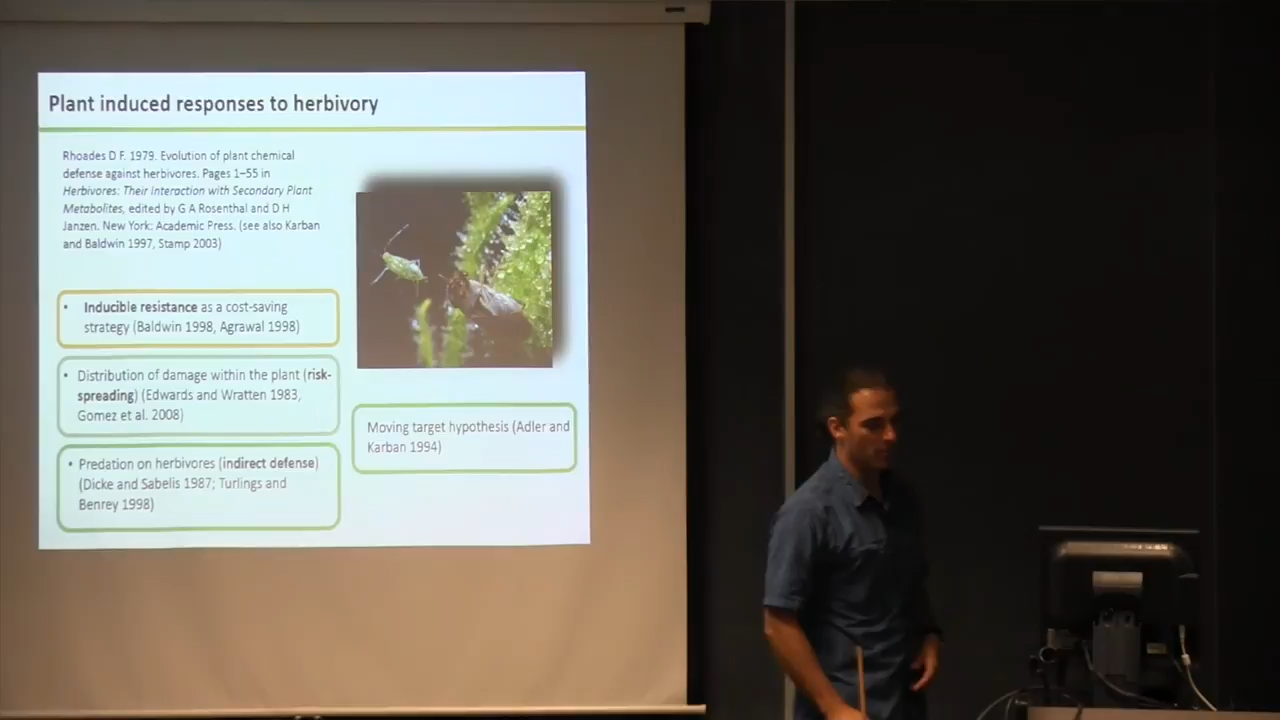 Plant induced responses to herbivory
Rhoades D F. 1979. Evolution of plant chemical
defense against herbivores. Pages 1–55 in
Herbivores: Their Interaction with Secondary Plant
Metabolites, edited by G A Rosenthal and D H
Janzen. New York: Academic Press. (see also Karban
and Baldwin 1997, Stamp 2003)
• Inducible resistance as a cost-saving
strategy (Baldwin 1998, Agrawal 1998)
• Distribution of damage within the plant (risk-
spreading) (Edwards and Wratten 1983,
Gomez et al. 2008)
• Predation on herbivores (indirect defense)
(Dicke and Sabelis 1987; Turlings and
Benrey 1998)
Moving target hypothesis (Adler and
Karban 1994)